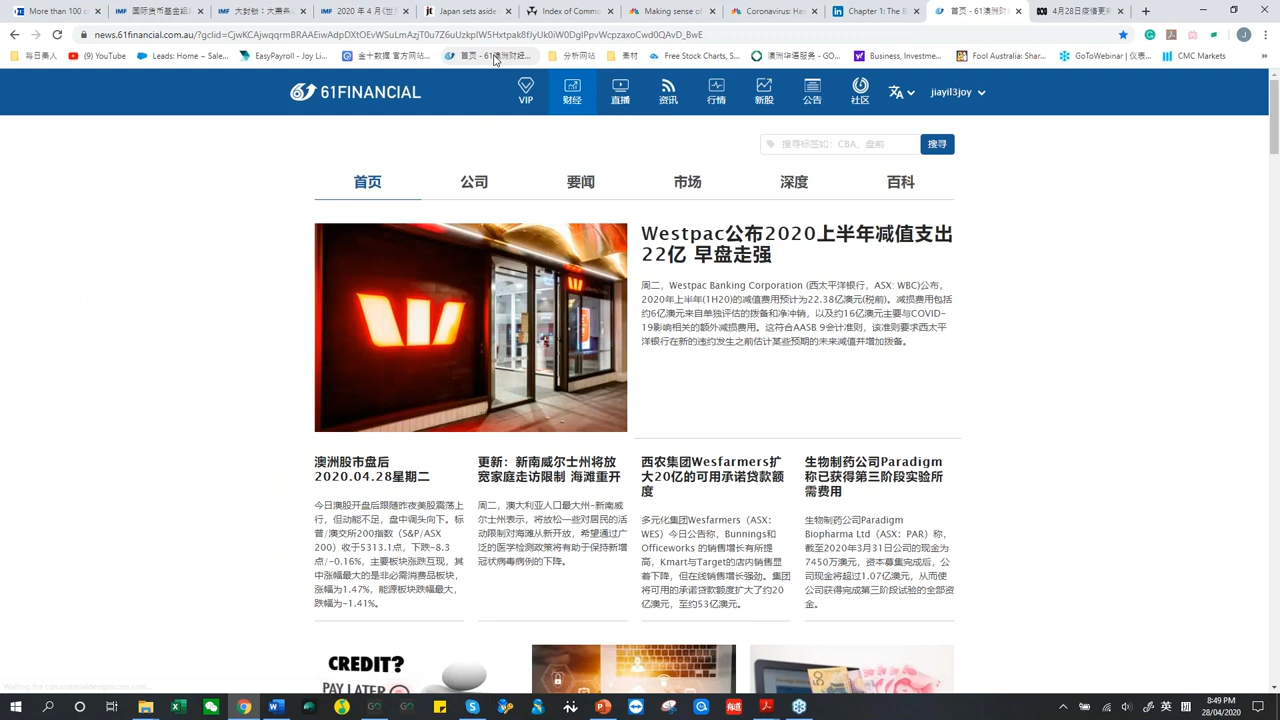 More than 100 c
国际货币基金组
大封锁：大萧条
2020 年 4 月《世
Japan sets aside
Index of Commo
Making sense of
Coronavirus Ha
Chapter 1: The E
首页 - 61澳洲财
4月28日疫情更新
news.61financial.com.au/?gclid=
每日勇人
(9) YouTube
Leads: Home ~ Sale...
EasyPayroll - Joy Li...
金十数据 官方网站...
首页 - 61澳洲财经...
分析网站
素材
Free Stock Charts, S...
澳洲华语服务 - GO...
Business, Investme...
Fool Australia: Shar...
GoToWebinar | 仪表...
CMC Markets
61FINANCIAL
VIP
财经
直播
资讯
行情
新股
公告
社区
jiayil3joy
搜寻标签如：CBA，盘前
搜寻
首页
公司
要闻
市场
深度
百科
Westpac公布2020上半年减值支出
22亿 早盘走强
周二，Westpac Banking Corporation (西太平洋银行，ASX: WBC)公布，
2020年上半年(1H20)的减值费用预计为22.38亿澳元(税前)。减损费用包括
约6亿澳元来自单独评估的拨备和净冲销，以及约16亿澳元主要与COVID-
19影响相关的额外减损费用。这符合AASB 9会计准则，该准则要求西太平
洋银行在新的违约发生之前估计某些预期的未来减值并增加拨备。
澳洲股市盘后
2020.04.28星期二
今日澳股开盘后跟随昨夜美股震荡上
行，但动能不足，盘中调头向下。标
普/澳交所200指数（S&P/ASX
200）收于5313.1点，下跌-8.3
点/-0.16%，主要板块涨跌互现，其
中涨幅最大的是非必需消费品板块，
涨幅为1.47%，能源板块跌幅最大，
跌幅为-1.41%。
更新：新南威尔士州将放
宽家庭走访限制 海滩重开
周二，澳大利亚人口最大州-新南威
尔士州表示，将放松一些对居民的活
动限制对海滩从新开放，希望通过广
泛的医学检测政策将有助于保持新增
冠状病毒病例的下降。
西农集团Wesfarmers扩
大20亿的可用承诺贷款额
度
多元化集团Wesfarmers（ASX：
WES）今日公告称，Bunnings和
Officeworks 的销售增长有所提
高，Kmart与Target的店内销售显
着下降，但在线销售增长强劲。集团
将可用的承诺贷款额度扩大了约20
亿澳元，至约53亿澳元。
生物制药公司Paradigm
称已获得第三阶段实验所
需费用
生物制药公司Paradigm
Biopharma Ltd（ASX：PAR）称，
截至2020年3月31日公司的现金为
7450万澳元，资本募集完成后，公
司现金将超过1.07亿澳元，从而使
公司获得完成第三阶段试验的全部资
金。
CREDIT?
PAY LATER
50
英
8:49 PM
28/04/2020